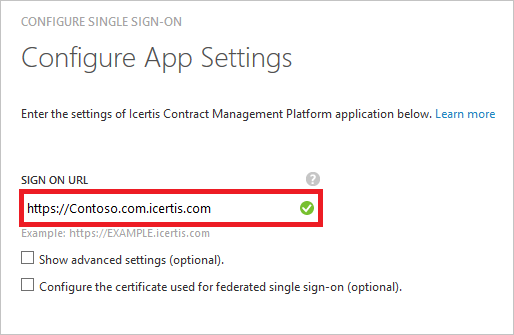 CONFIGURE SINGLE SIGN-ON
Configure App Settings
Enter the settings of Icertis Contract Management Platform application below. Learn more
SIGN ON URL ?
https://Contoso.com.icertis.com
Example: https://EXAMPLE.icertis.com
Show advanced settings (optional).
Configure the certificate used for federated single sign-on (optional).